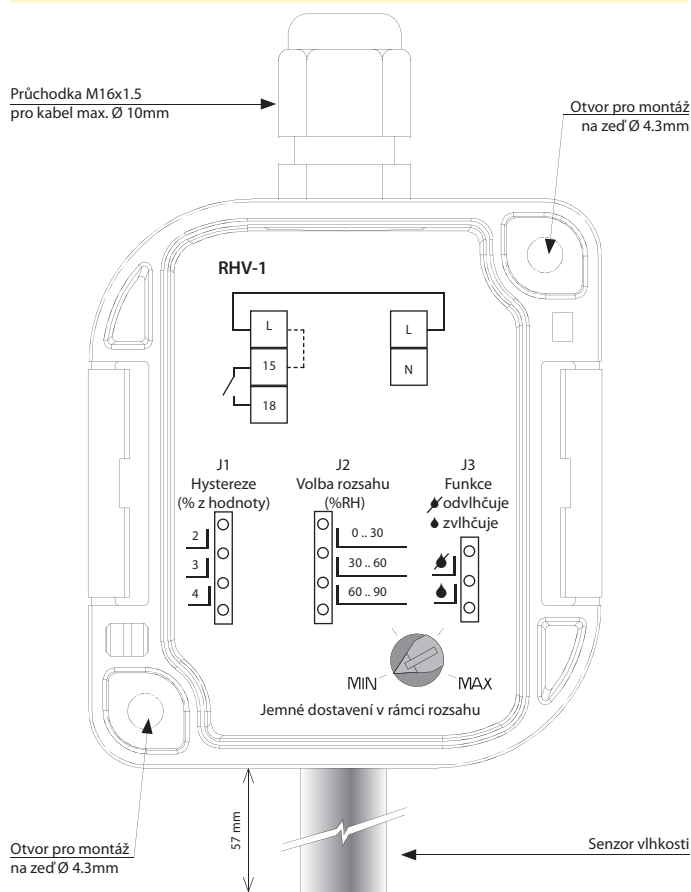 Průchodka M16x1.5
pro kabel max. Ø 10mm
Otvor pro montáž
na zeď Ø 4.3mm
RHV-1
L
15
18
L
N
J1
Hystereze
(% z hodnoty)
2
3
4
J2
Volba rozsahu
(%RH)
0 .. 30
30 .. 60
60 .. 90
J3
Funkce
odvlhčuje
zvlhčuje
MIN
MAX
Jemné dostavení v rámci rozsahu
57 mm
Otvor pro montáž
na zeď Ø 4.3mm
Senzor vlhkosti